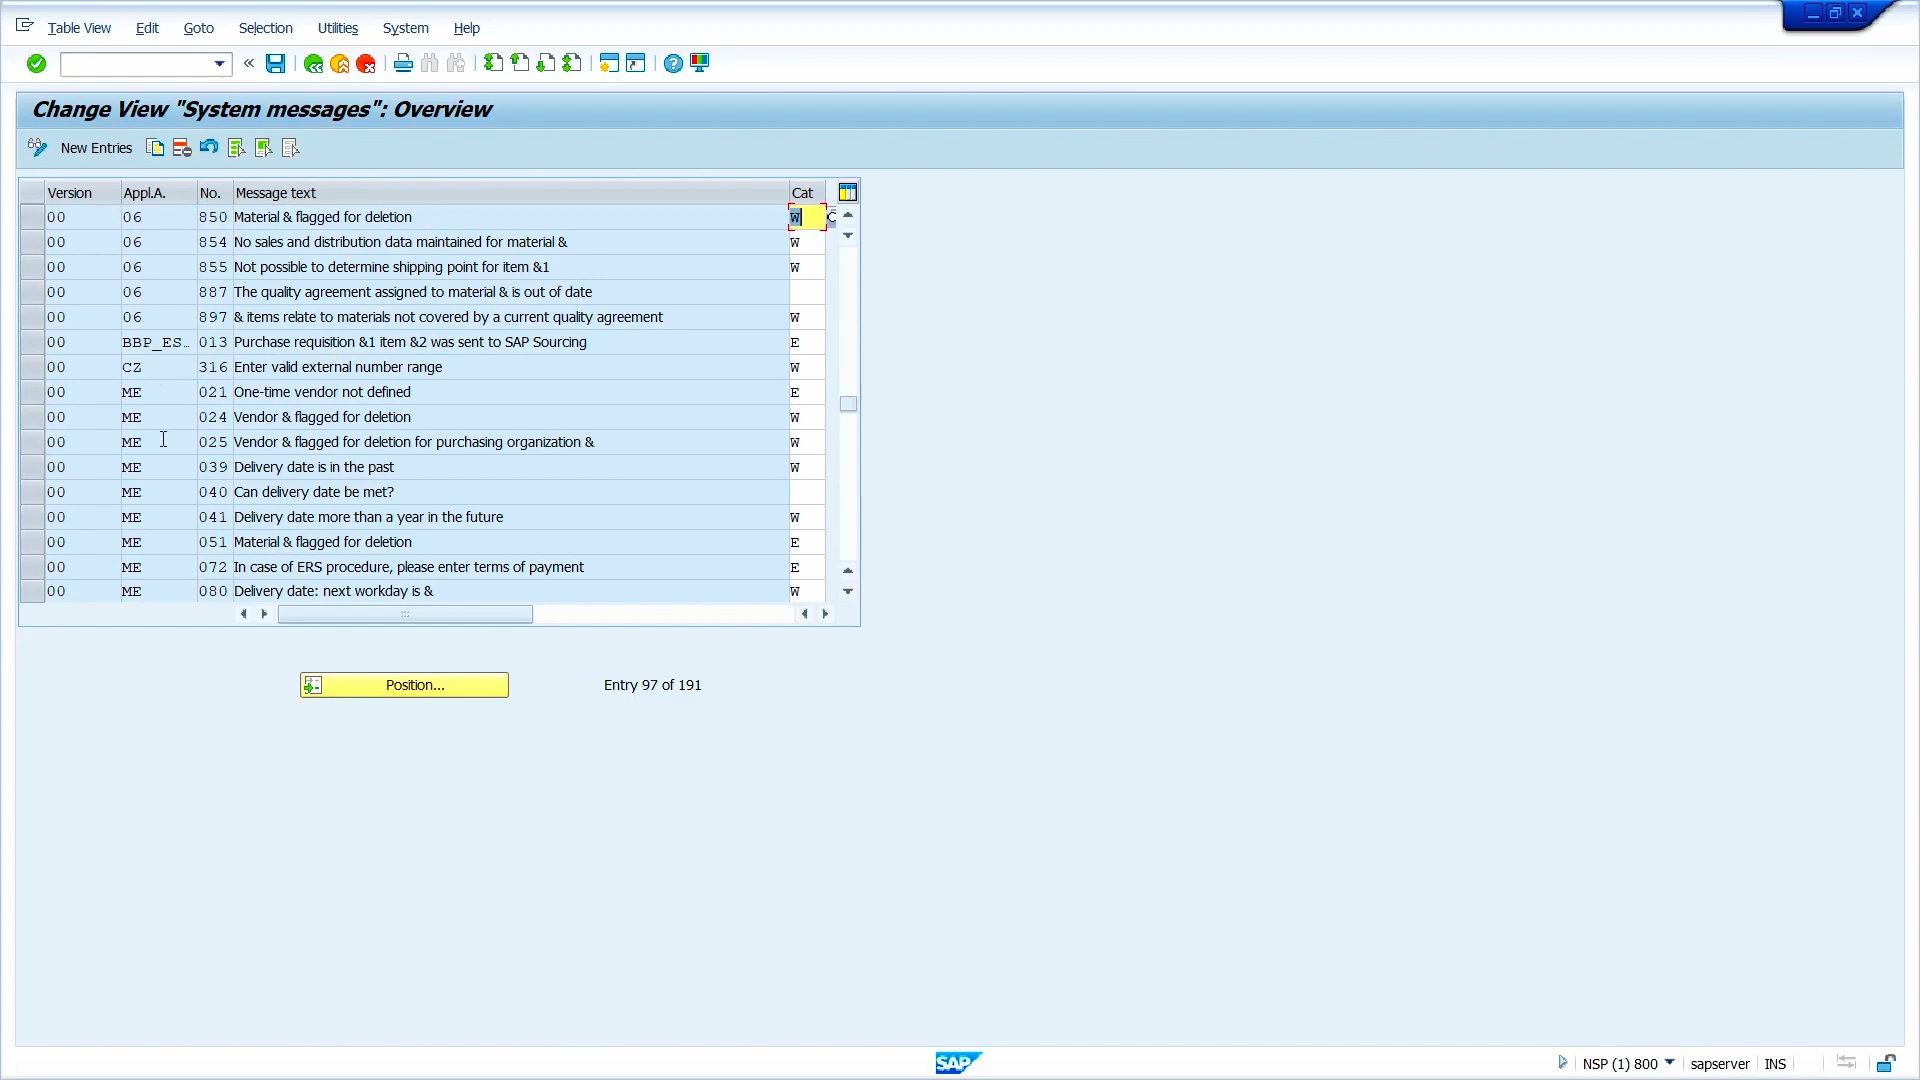 Table View Edit Goto Selection Utilities System Help
Change View "System messages": Overview
New Entries
Version Appl.A. No. Message text Cat
00 06 850 Material & flagged for deletion W
00 06 854 No sales and distribution data maintained for material & W
00 06 855 Not possible to determine shipping point for item &1 W
00 06 887 The quality agreement assigned to material & is out of date
00 06 897 & items relate to materials not covered by a current quality agreement W
00 BBP_ES... 013 Purchase requisition &1 item &2 was sent to SAP Sourcing E
00 CZ 316 Enter valid external number range W
00 ME 021 One-time vendor not defined E
00 ME 024 Vendor & flagged for deletion W
00 ME 025 Vendor & flagged for deletion for purchasing organization & W
00 ME 039 Delivery date is in the past W
00 ME 040 Can delivery date be met?
00 ME 041 Delivery date more than a year in the future W
00 ME 051 Material & flagged for deletion E
00 ME 072 In case of ERS procedure, please enter terms of payment E
00 ME 080 Delivery date: next workday is & W
Position... Entry 97 of 191
SAP NSP (1) 800 sapserver INS